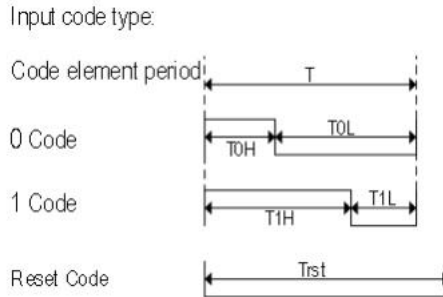 Input code type:
Code element period
T
0 Code
T0H
T0L
1 Code
T1H
T1L
Reset Code
Trst